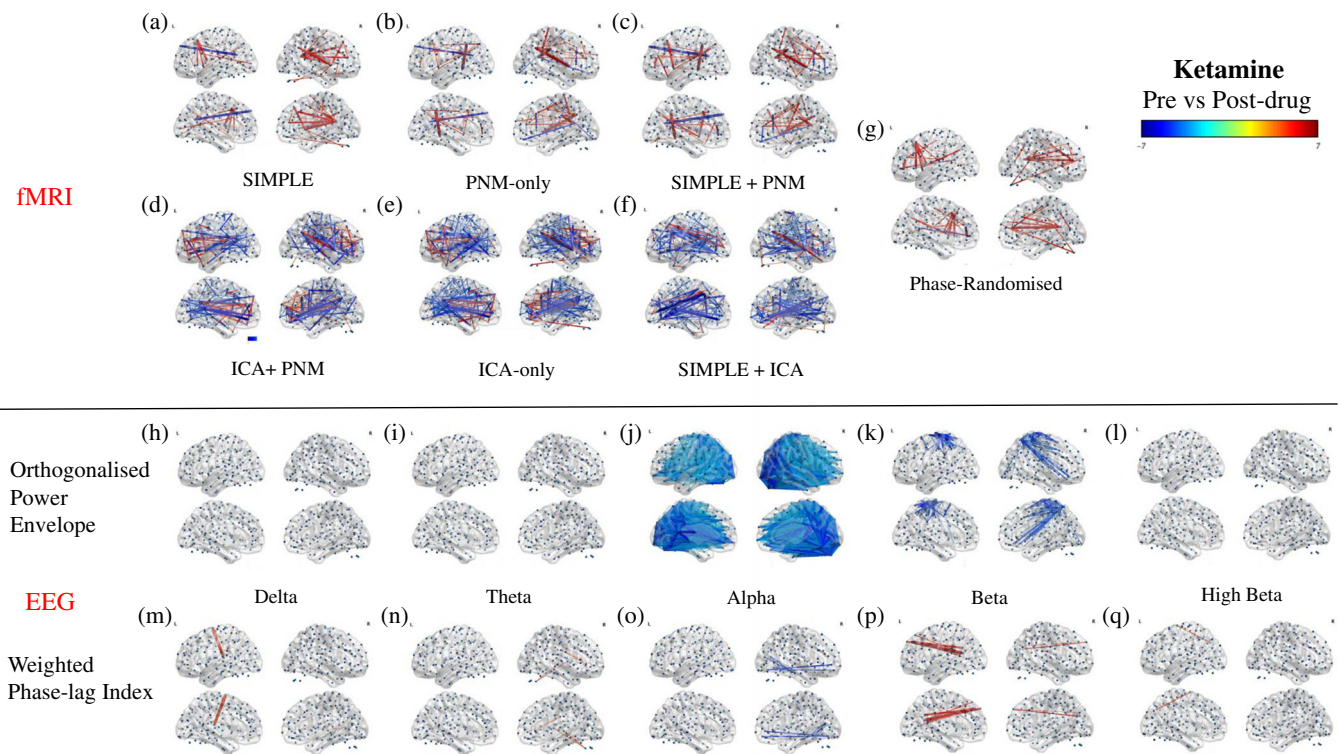 (a) (b) (c)
L R L R L R
Ketamine
Pre vs Post-drug
-7 7
(g)
L R
SIMPLE PNM-only SIMPLE + PNM
fMRI
(d) (e) (f)
L R L R L R
Phase-Randomised
ICA+ PNM ICA-only SIMPLE + ICA
(h) (i) (j) (k) (l)
L R L R L R L R L R
Orthogonalised
Power
Envelope
EEG
Delta Theta Alpha Beta High Beta
(m) (n) (o) (p) (q)
L R L R L R L R L R
Weighted
Phase-lag Index